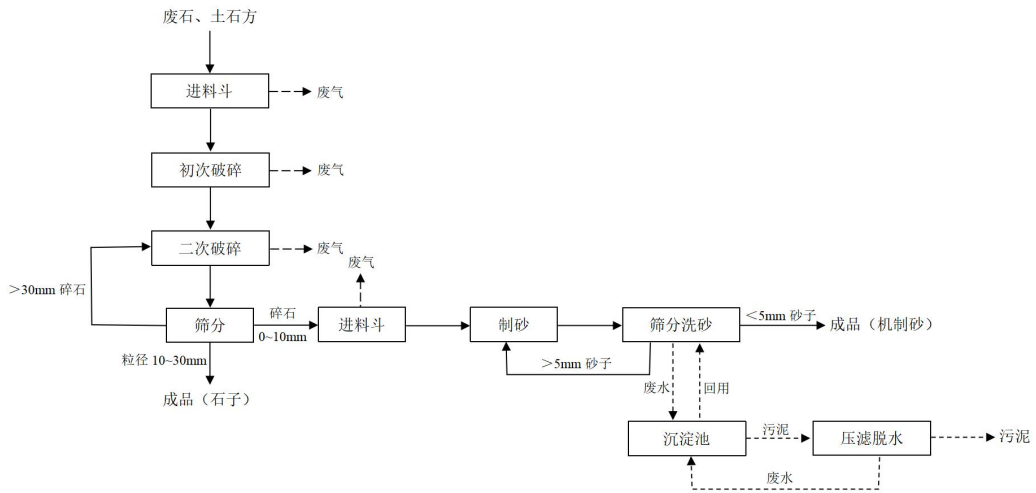 废石、土石方
进料斗
废气
初次破碎
废气
二次破碎
废气
废气
＞30mm 碎石
筛分
碎石
0~10mm
进料斗
制砂
筛分洗砂
＜5mm 砂子
成品（机制砂）
粒径 10~30mm
＞5mm 砂子
成品（石子）
废水
回用
沉淀池
污泥
压滤脱水
污泥
废水